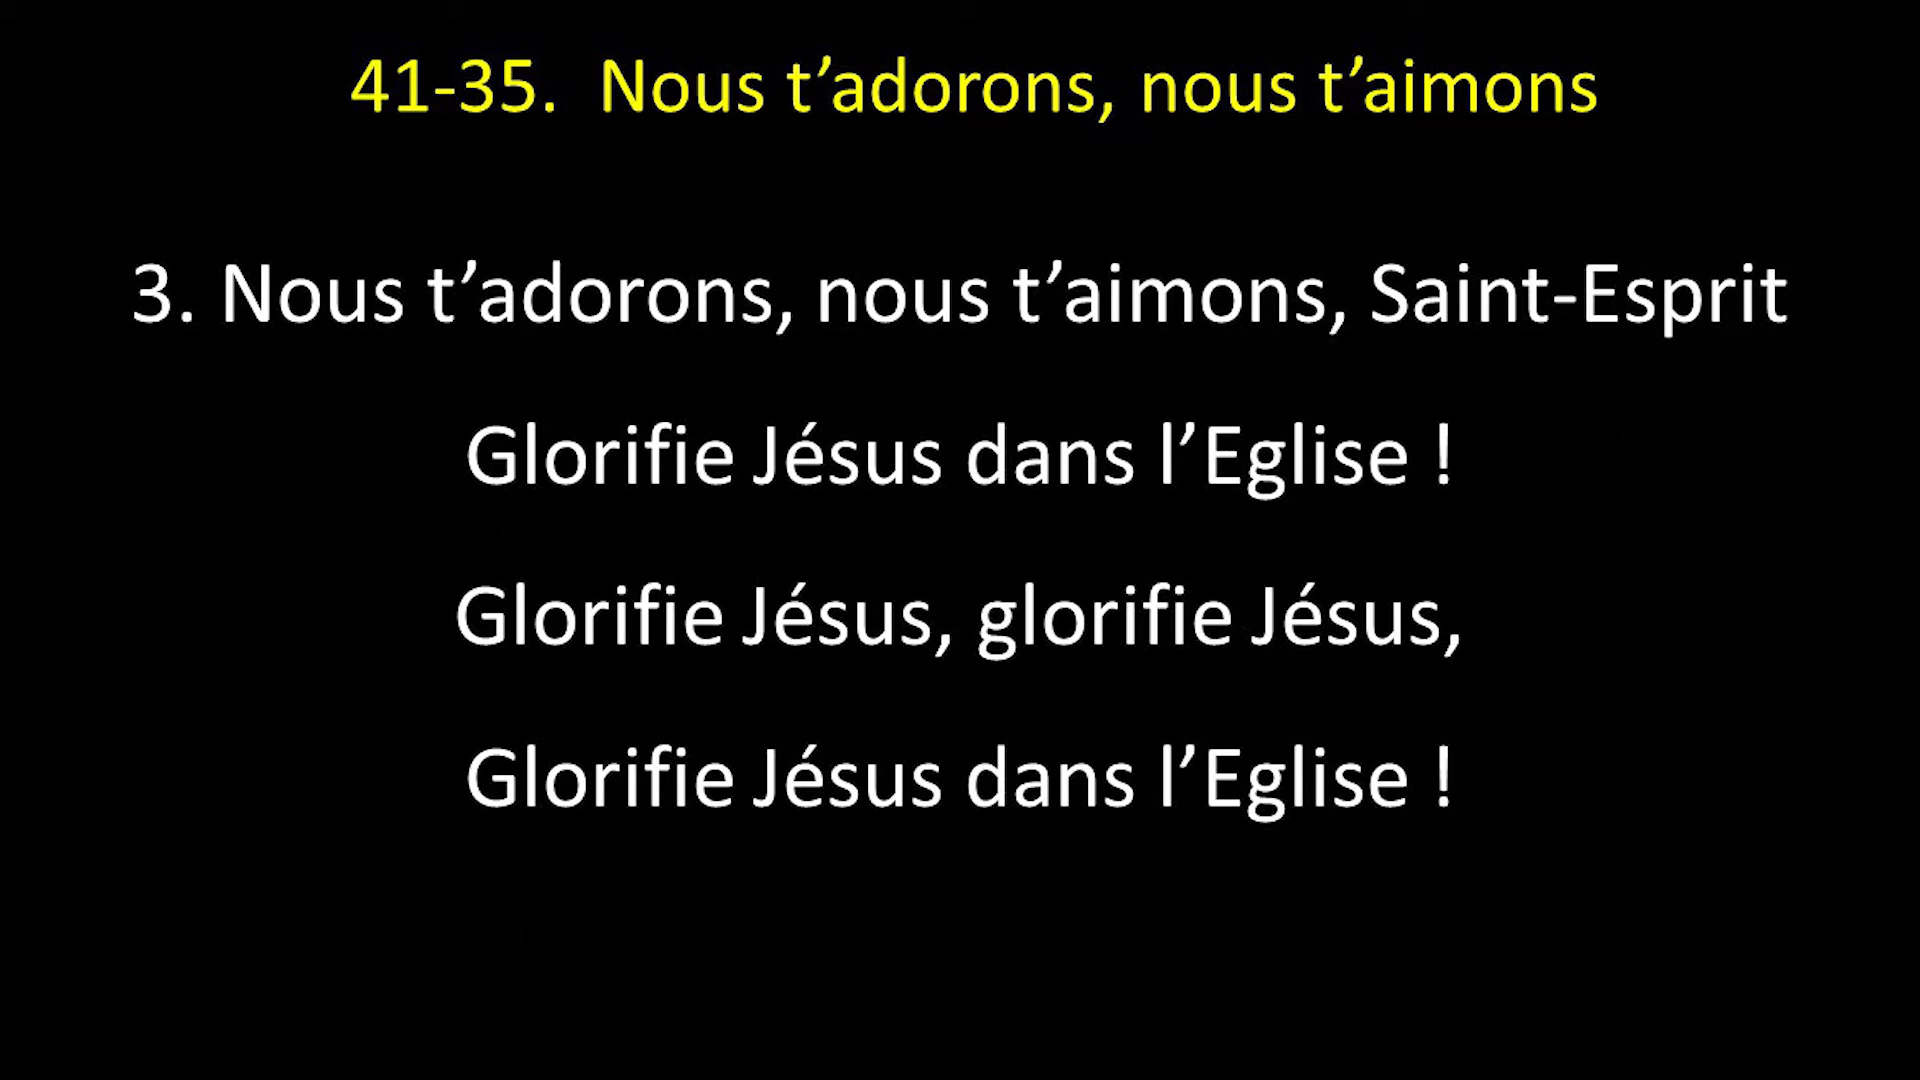 41-35.  Nous t’adorons, nous t’aimons
3. Nous t’adorons, nous t’aimons, Saint-Esprit
Glorifie Jésus dans l’Eglise !
Glorifie Jésus, glorifie Jésus,
Glorifie Jésus dans l’Eglise !